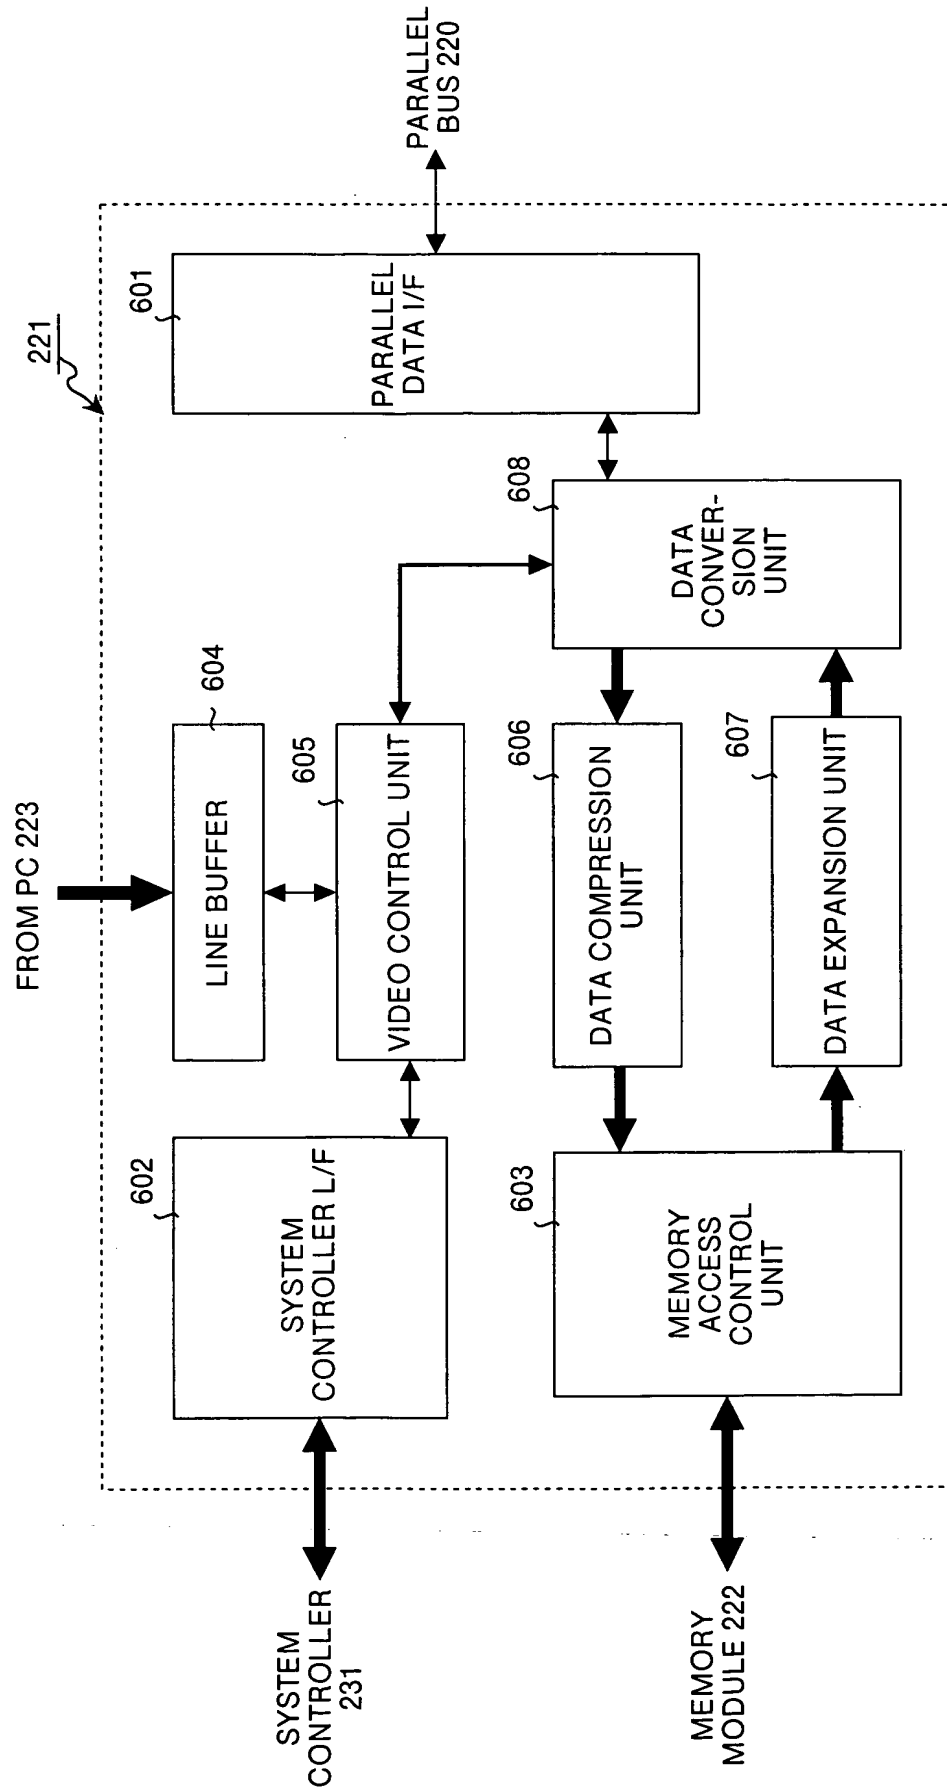 FROM PC 223
221
604
LINE BUFFER
601
PARALLEL
DATA I/F
PARALLEL
BUS 220
602
SYSTEM
CONTROLLER L/F
SYSTEM
CONTROLLER
231
605
VIDEO CONTROL UNIT
608
DATA
CONVER-
SION
UNIT
606
DATA COMPRESSION
UNIT
603
MEMORY
ACCESS
CONTROL
UNIT
607
DATA EXPANSION UNIT
MEMORY
MODULE 222